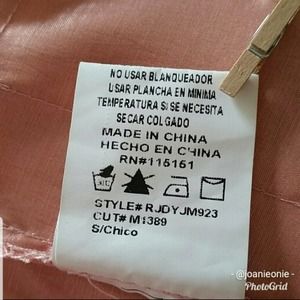 NO USAR BLANQUEADOR
USAR PLANCHA EN MINIMA
TEMPERATURA SI SE NECESITA
SECAR COLGADO
MADE IN CHINA
HECHO EN CHINA
RN#115151
STYLE# RJDYJM923
CUT# M1389
S/Chico
- @joanieonie -
PhotoGrid